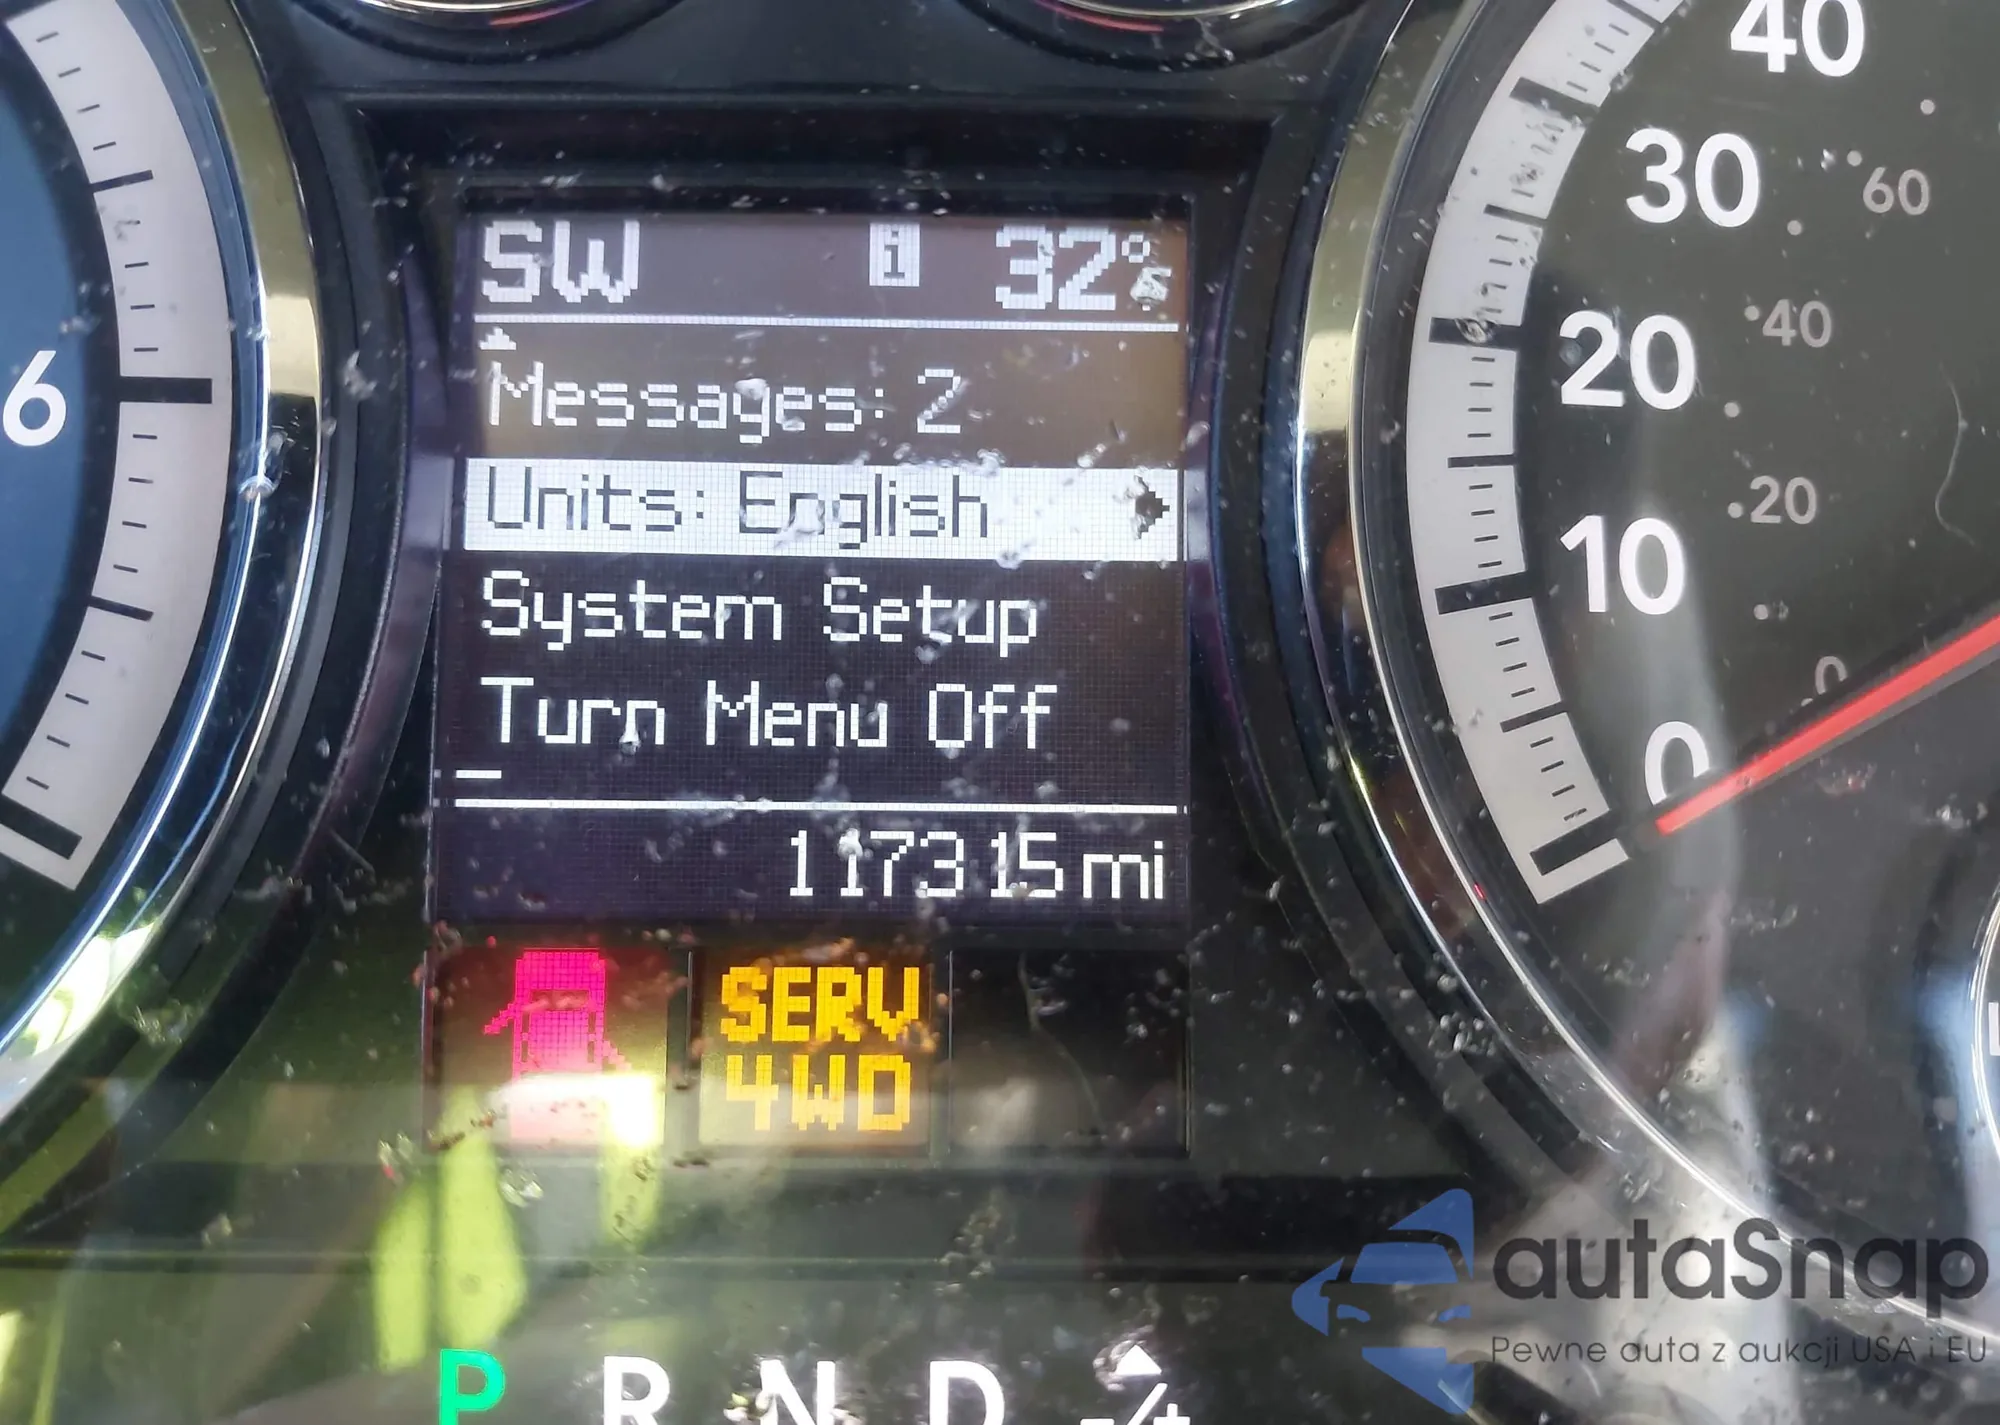 40
30
60
SW i 32°F
Messages: 2
Units: English
System Setup
Turn Menu Off
117315 mi
6
20
40
10
20
0
0
SERV
4WD
P R N D
autaSnap
Pewne auta z aukcji USA i EU